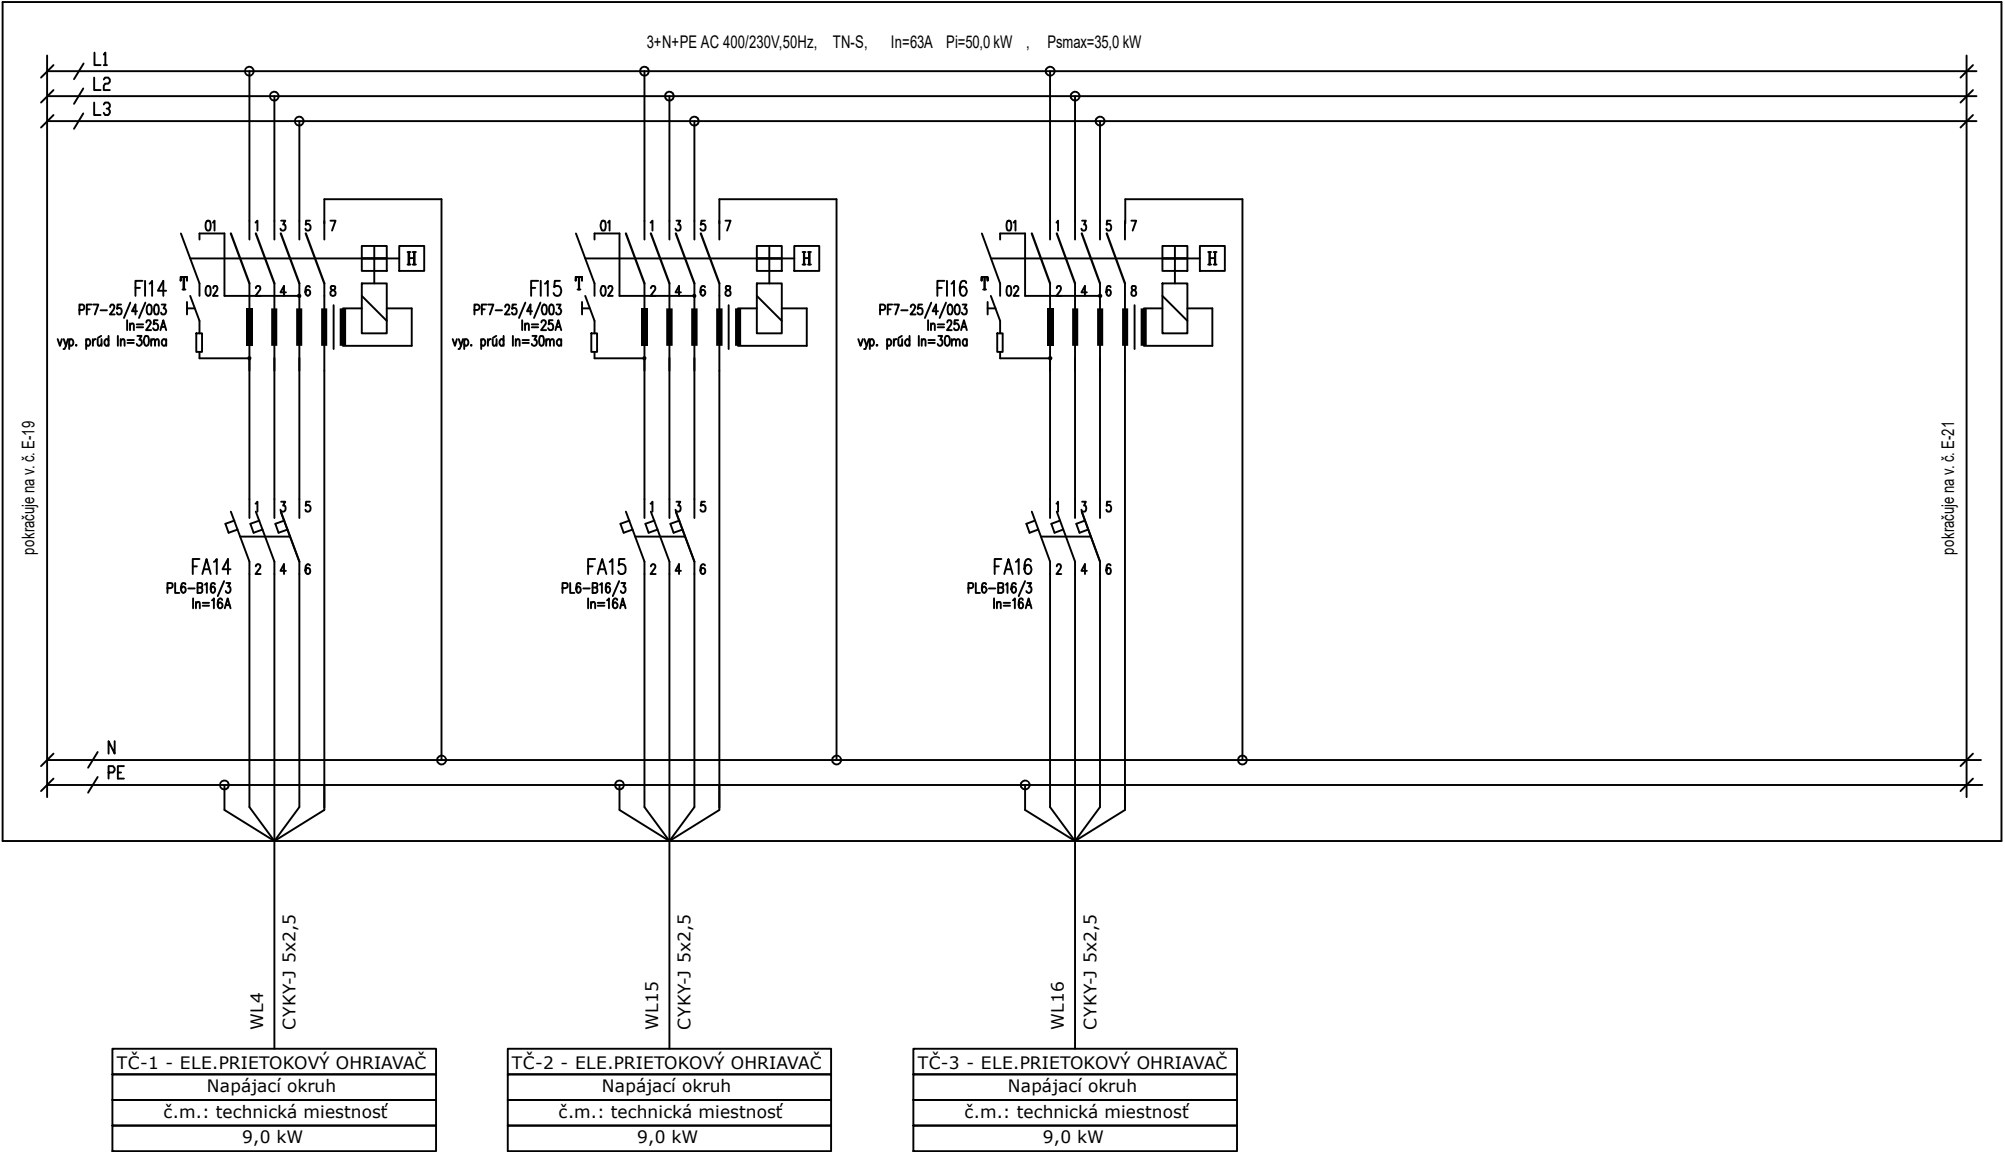 3+N+PE AC 400/230V,50Hz, TN-S, In=63A Pi=50,0 kW , Psmax=35,0 kW
L1
L2
L3
pokračuje na v. č. E-19
01 1 3 5 7
H
T 02 2 4 6 8
FI14
PF7-25/4/003
In=25A
vyp. prúd In=30ma
01 1 3 5 7
H
T 02 2 4 6 8
FI15
PF7-25/4/003
In=25A
vyp. prúd In=30ma
01 1 3 5 7
H
T 02 2 4 6 8
FI16
PF7-25/4/003
In=25A
vyp. prúd In=30ma
pokračuje na v. č. E-21
1 3 5
FA14 2 4 6
PL6-B16/3
In=16A
1 3 5
FA15 2 4 6
PL6-B16/3
In=16A
1 3 5
FA16 2 4 6
PL6-B16/3
In=16A
N
PE
WL4
CYKY-J 5x2,5
WL15
CYKY-J 5x2,5
WL16
CYKY-J 5x2,5
TČ-1 - ELE.PRIETOKOVÝ OHRIAVAČ
Napájací okruh
č.m.: technická miestnosť
9,0 kW
TČ-2 - ELE.PRIETOKOVÝ OHRIAVAČ
Napájací okruh
č.m.: technická miestnosť
9,0 kW
TČ-3 - ELE.PRIETOKOVÝ OHRIAVAČ
Napájací okruh
č.m.: technická miestnosť
9,0 kW